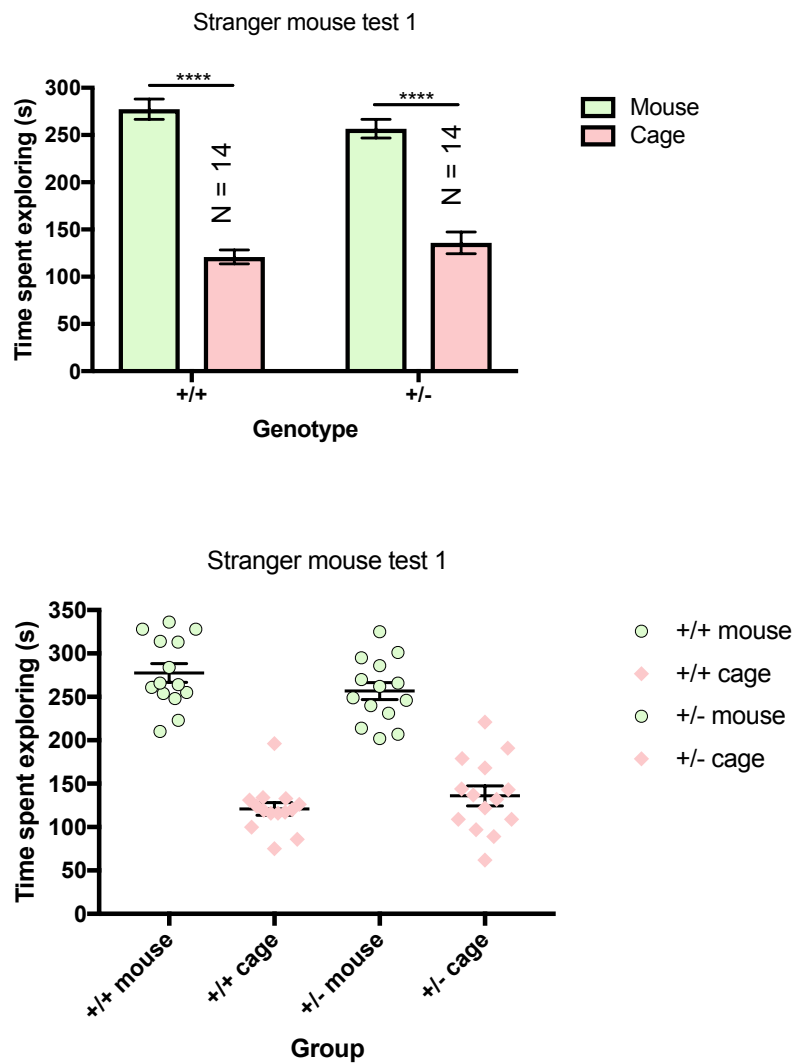 Stranger mouse test 1
Time spent exploring (s)
300
250
200
150
100
50
0
****
****
N = 14
N = 14
+/+
+/-
Genotype
Mouse
Cage
Stranger mouse test 1
Time spent exploring (s)
350
300
250
200
150
100
50
0
+/+ mouse
+/+ cage
+/- mouse
+/- cage
Group
+/+ mouse
+/+ cage
+/- mouse
+/- cage